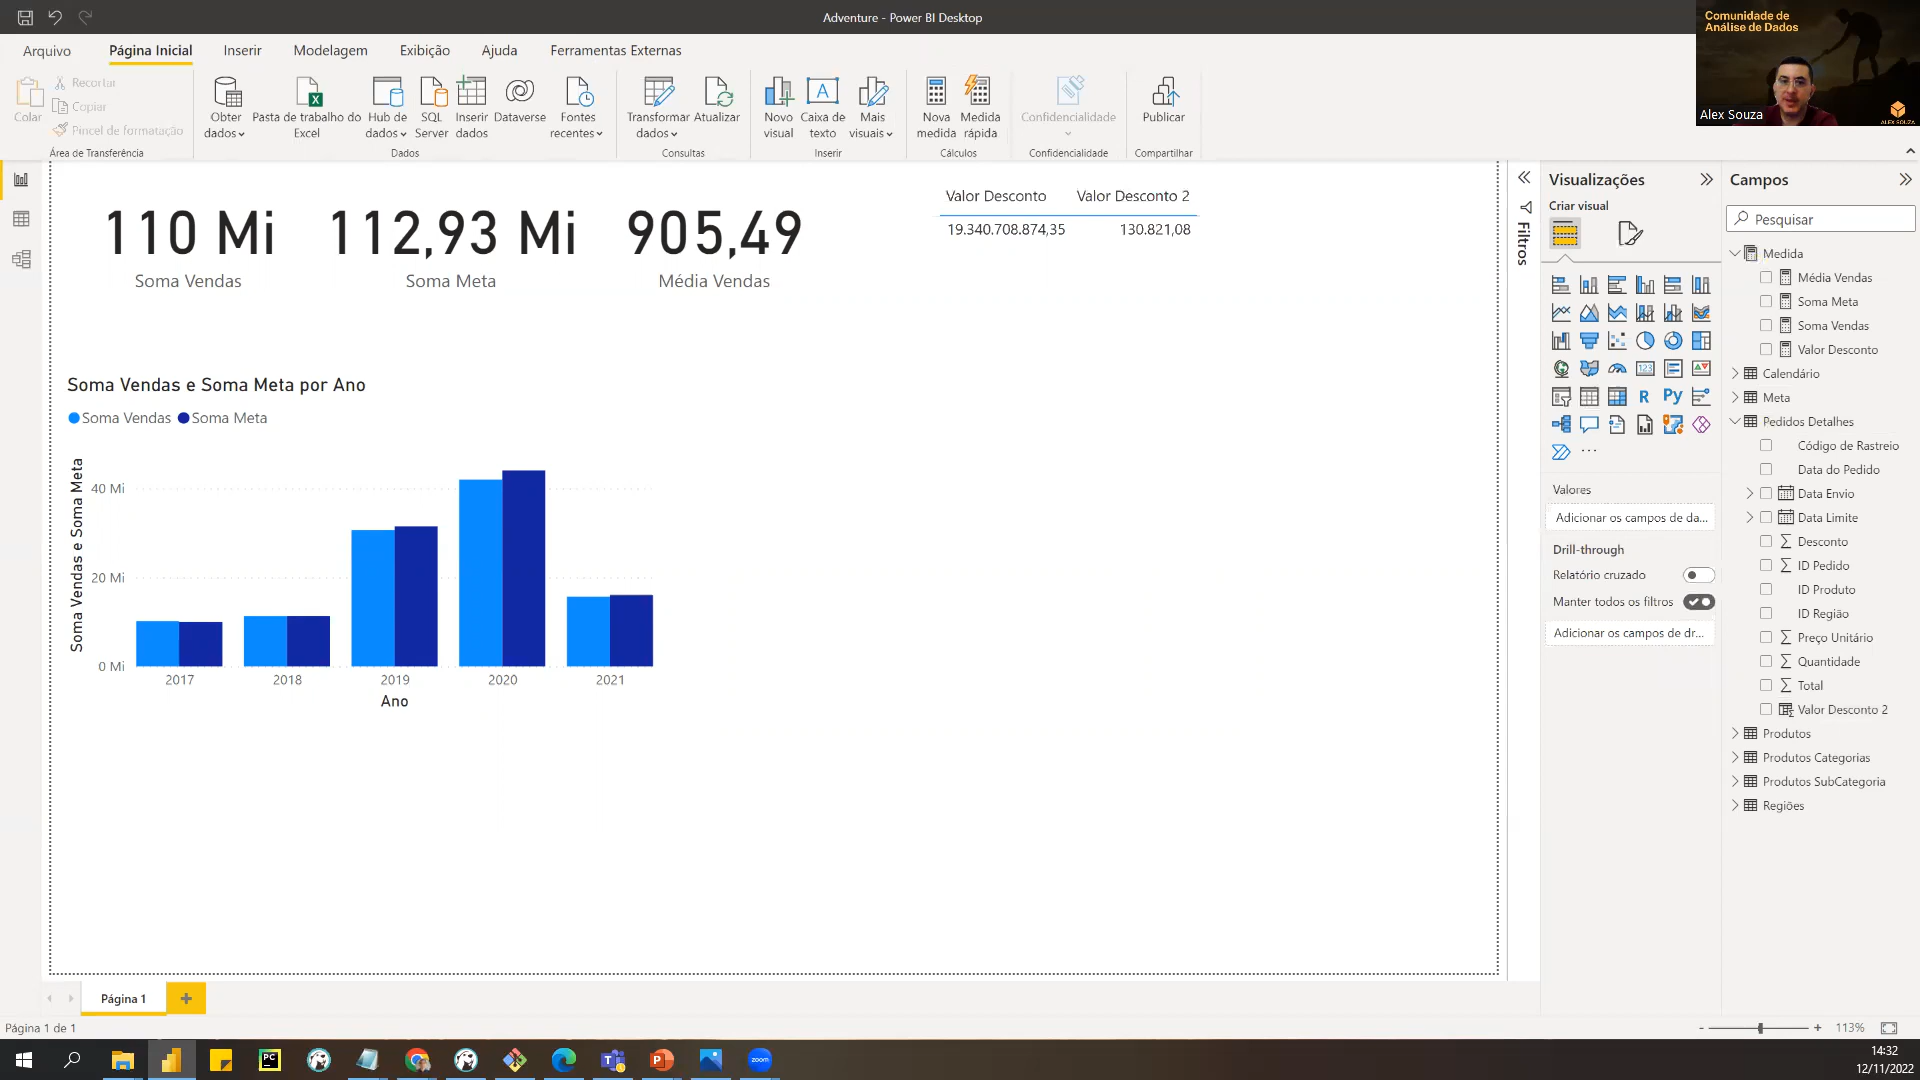 Adventure - Power BI Desktop
Comunidade de
Análise de Dados
Alex Souza
ALEX SOUZA
Arquivo
Página Inicial
Inserir
Modelagem
Exibição
Ajuda
Ferramentas Externas
Colar
Recortar
Copiar
Pincel de formatação
Área de Transferência
Obter
dados
Pasta de trabalho do
Excel
Hub de
dados
SQL
Server
Inserir
dados
Dataverse
Fontes
recentes
Dados
Transformar
dados
Atualizar
Consultas
Novo
visual
Caixa de
texto
Mais
visuais
Inserir
Nova
medida
Medida
rápida
Cálculos
Confidencialidade
Confidencialidade
Publicar
Compartilhar
110 Mi
Soma Vendas
112,93 Mi
Soma Meta
905,49
Média Vendas
Valor Desconto Valor Desconto 2
19.340.708.874,35 130.821,08
Soma Vendas e Soma Meta por Ano
Soma Vendas Soma Meta
Soma Vendas e Soma Meta
40 Mi
20 Mi
0 Mi
2017 2018 2019 2020 2021
Ano
Filtros
Visualizações
Criar visual
R
Py
123
Valores
Adicionar os campos de da...
Drill-through
Relatório cruzado
Manter todos os filtros
Adicionar os campos de dr...
Campos
Pesquisar
Medida
Média Vendas
Soma Meta
Soma Vendas
Valor Desconto
Calendário
Meta
Pedidos Detalhes
Código de Rastreio
Data do Pedido
Data Envio
Data Limite
Desconto
ID Pedido
ID Produto
ID Região
Preço Unitário
Quantidade
Total
Valor Desconto 2
Produtos
Produtos Categorias
Produtos SubCategoria
Regiões
Página 1
Página 1 de 1
113%
PC
zoom
14:32
12/11/2022